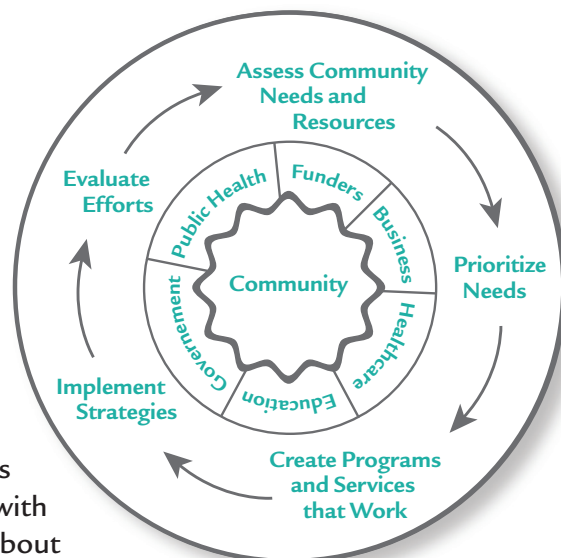 Assess Community
Needs and
Resources
Prioritize
Needs
Create Programs
and Services
that Work
Implement
Strategies
Evaluate
Efforts
Funders
Business
Healthcare
Education
Governement
Public Health
Community
s
with
bout